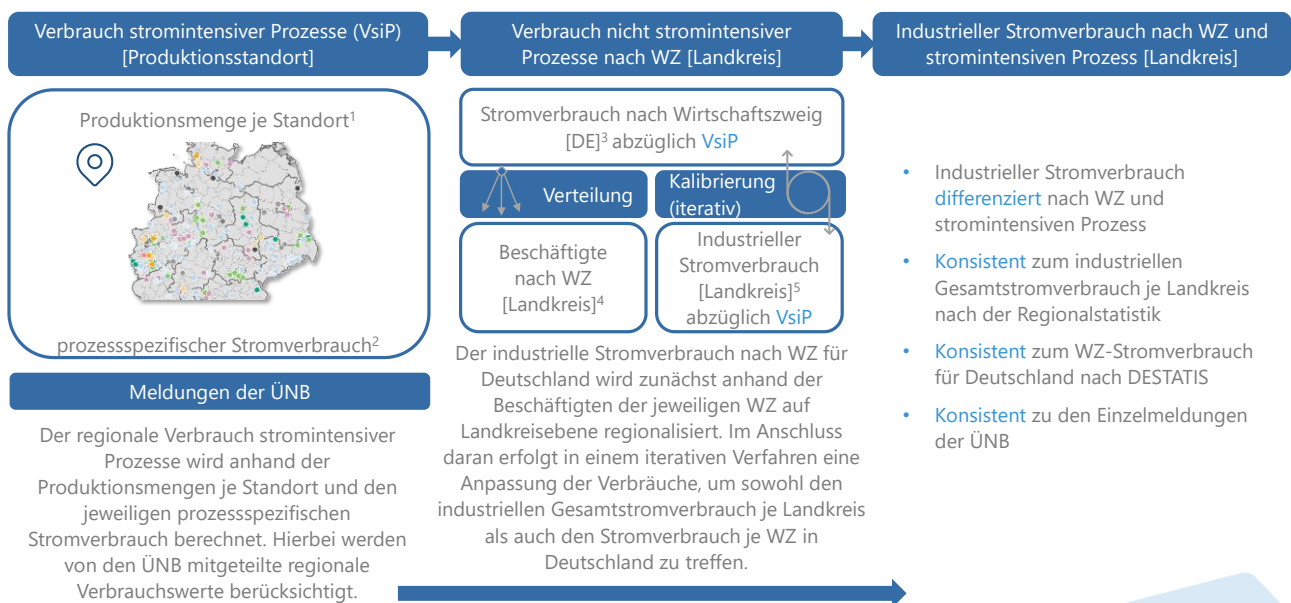 Verbrauch stromintensiver Prozesse (VsiP)
[Produktionsstandort]
Produktionsmenge je Standort¹
prozessspezifischer Stromverbrauch²
Meldungen der ÜNB
Der regionale Verbrauch stromintensiver
Prozesse wird anhand der
Produktionsmengen je Standort und den
jeweiligen prozessspezifischen
Stromverbrauch berechnet. Hierbei werden
von den ÜNB mitgeteilte regionale
Verbrauchswerte berücksichtigt.
Verbrauch nicht stromintensiver
Prozesse nach WZ [Landkreis]
Stromverbrauch nach Wirtschaftszweig
[DE]³ abzüglich VsiP
Verteilung
Kalibrierung
(iterativ)
Beschäftigte
nach WZ
[Landkreis]⁴
Industrieller
Stromverbrauch
[Landkreis]⁵
abzüglich VsiP
Der industrielle Stromverbrauch nach WZ für
Deutschland wird zunächst anhand der
Beschäftigten der jeweiligen WZ auf
Landkreisebene regionalisiert. Im Anschluss
daran erfolgt in einem iterativen Verfahren eine
Anpassung der Verbräuche, um sowohl den
industriellen Gesamtstromverbrauch je Landkreis
als auch den Stromverbrauch je WZ in
Deutschland zu treffen.
Industrieller Stromverbrauch nach WZ und
stromintensiven Prozess [Landkreis]
• Industrieller Stromverbrauch
differenziert nach WZ und
stromintensiven Prozess
• Konsistent zum industriellen
Gesamtstromverbrauch je Landkreis
nach der Regionalstatistik
• Konsistent zum WZ-Stromverbrauch
für Deutschland nach DESTATIS
• Konsistent zu den Einzelmeldungen
der ÜNB